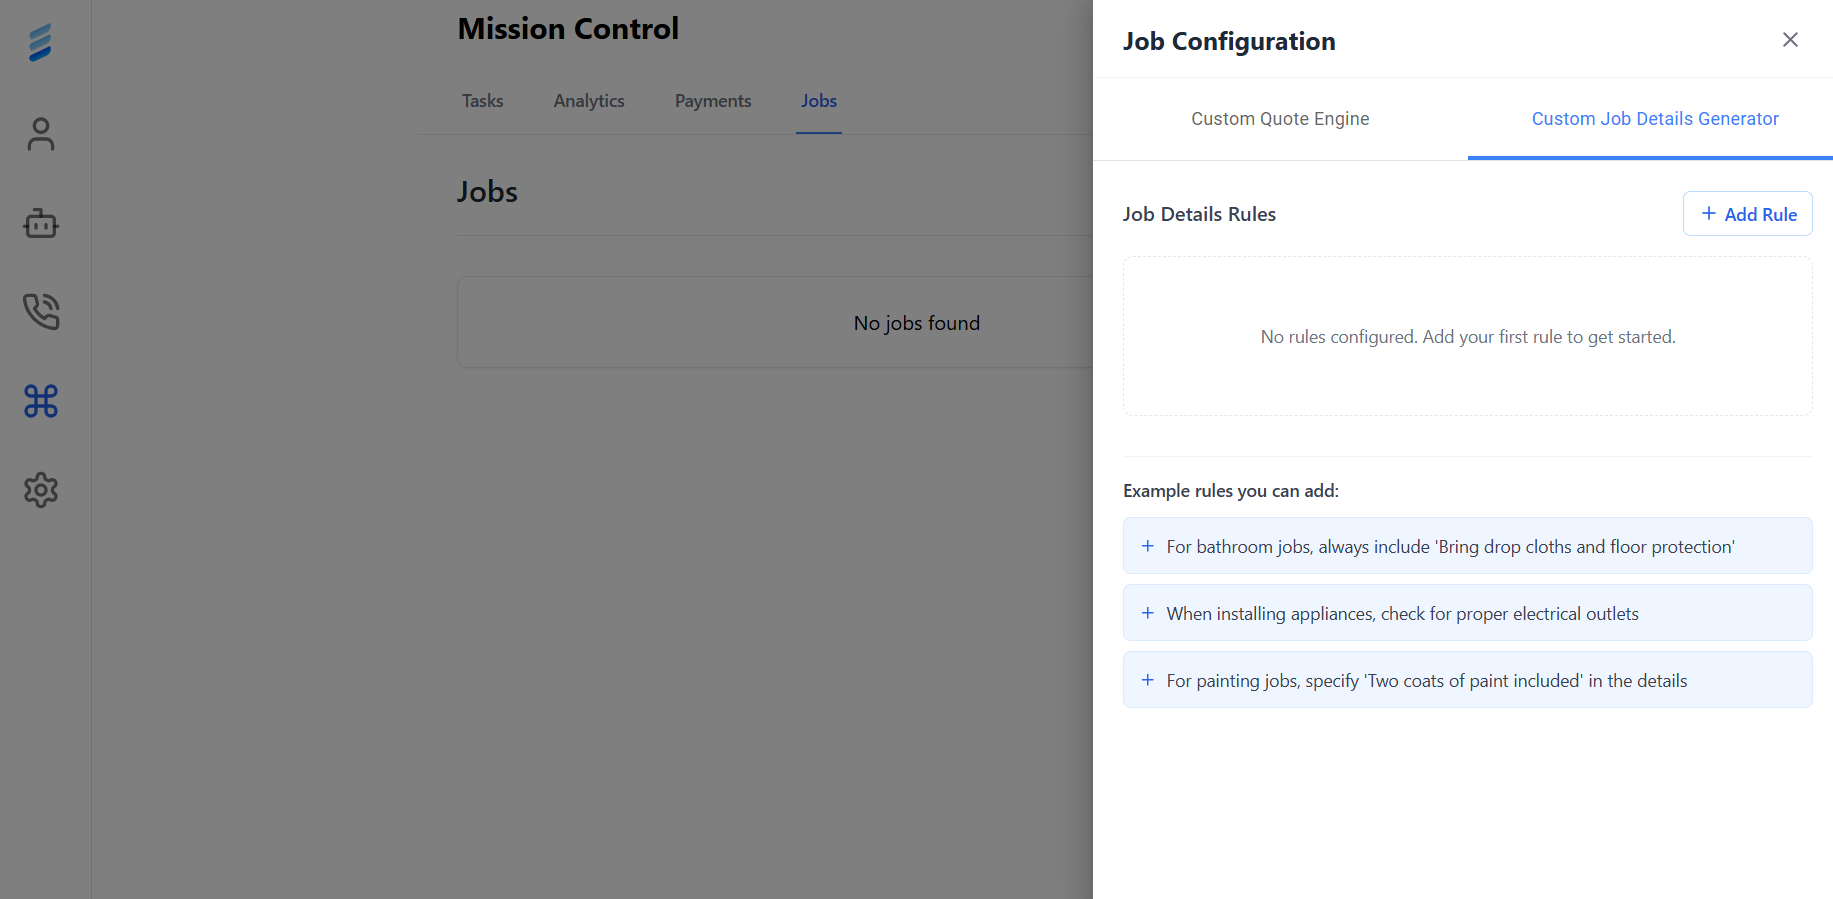 Mission Control
Tasks
Analytics
Payments
Jobs
Jobs
No jobs found
Job Configuration
Custom Quote Engine
Custom Job Details Generator
Job Details Rules
+ Add Rule
No rules configured. Add your first rule to get started.
Example rules you can add:
+ For bathroom jobs, always include 'Bring drop cloths and floor protection'
+ When installing appliances, check for proper electrical outlets
+ For painting jobs, specify 'Two coats of paint included' in the details